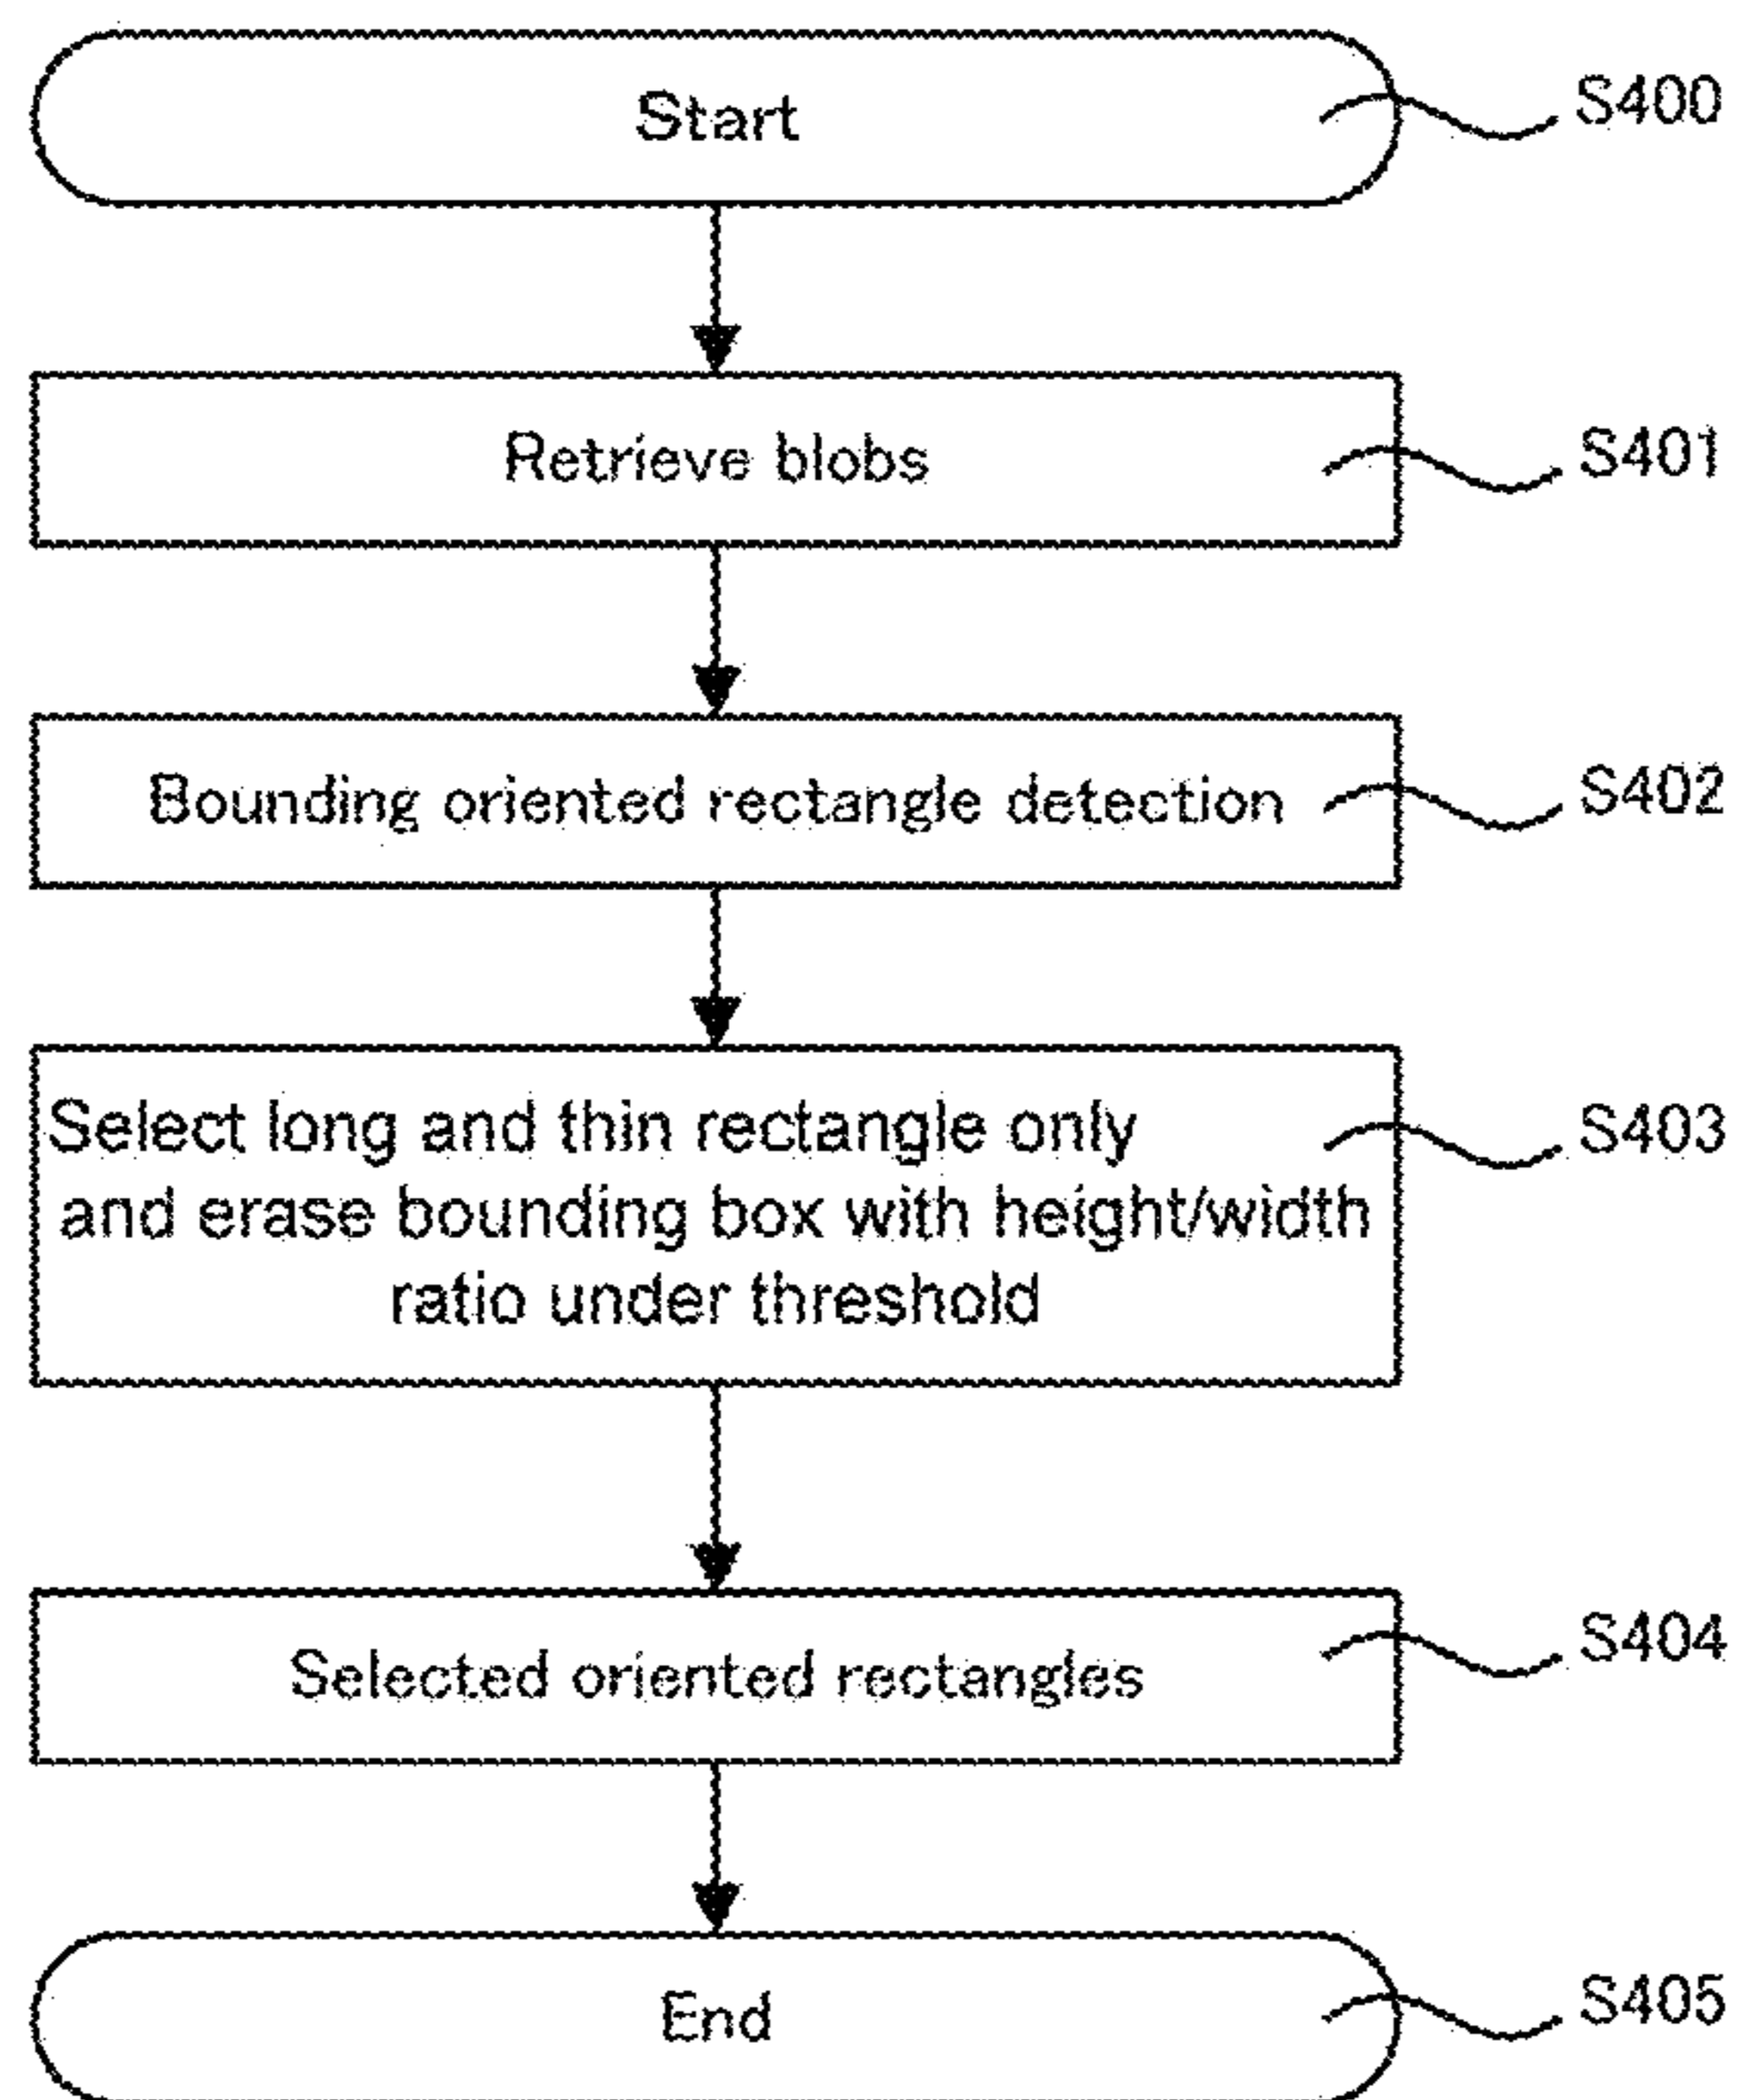 Start
S400
Retrieve blobs
S401
Bounding oriented rectangle detection
S402
Select long and thin rectangle only
S403
and erase bounding box with height/width
ratio under threshold
Selected oriented rectangles
S404
End
S405